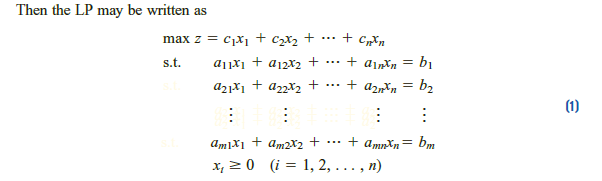 Then the LP may be written as
max z = c₁x₁ + c₂x₂ + ··· + cₙxₙ
s.t. a₁₁x₁ + a₁₂x₂ + ··· + a₁ₙxₙ = b₁
a₂₁x₁ + a₂₂x₂ + ··· + a₂ₙxₙ = b₂
⋮ ⋮ ⋮ ⋮
(1)
aₘ₁x₁ + aₘ₂x₂ + ··· + aₘₙxₙ = bₘ
xᵢ ≥ 0 (i = 1, 2, . . . , n)